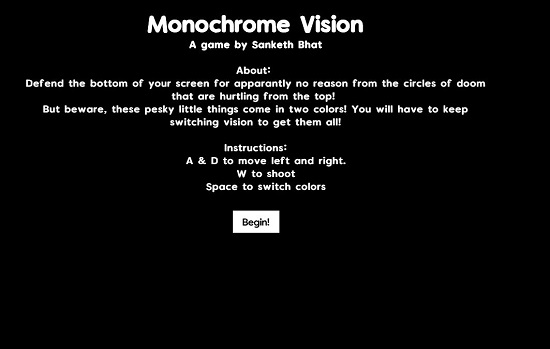 Monochrome Vision
A game by Sanketh Bhat
About:
Defend the bottom of your screen for apparantly no reason from the circles of doom
that are hurtling from the top!
But beware, these pesky little things come in two colors! You will have to keep
switching vision to get them all!
Instructions:
A & D to move left and right.
W to shoot
Space to switch colors
Begin!